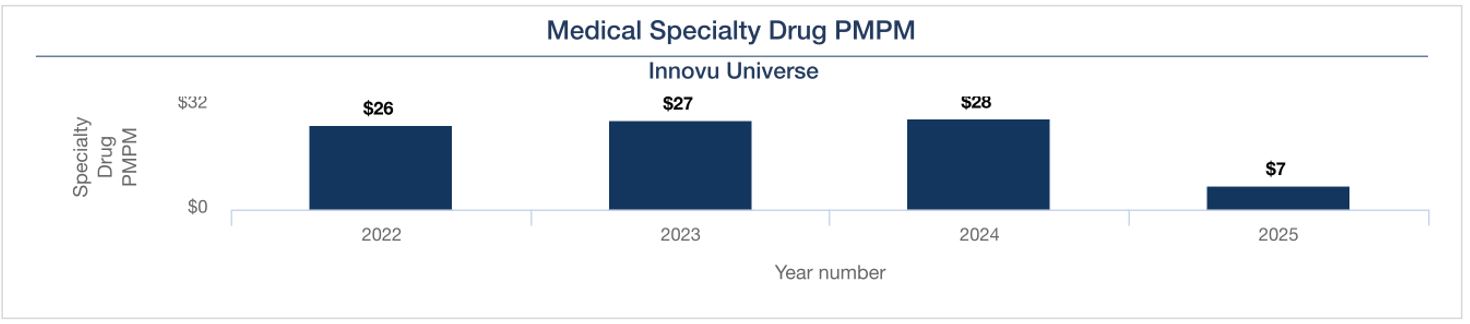 Medical Specialty Drug PMPM
Innovu Universe
$32
$26
$27
$28
$7
Specialty
Drug
PMPM
$0
2022
2023
2024
2025
Year number